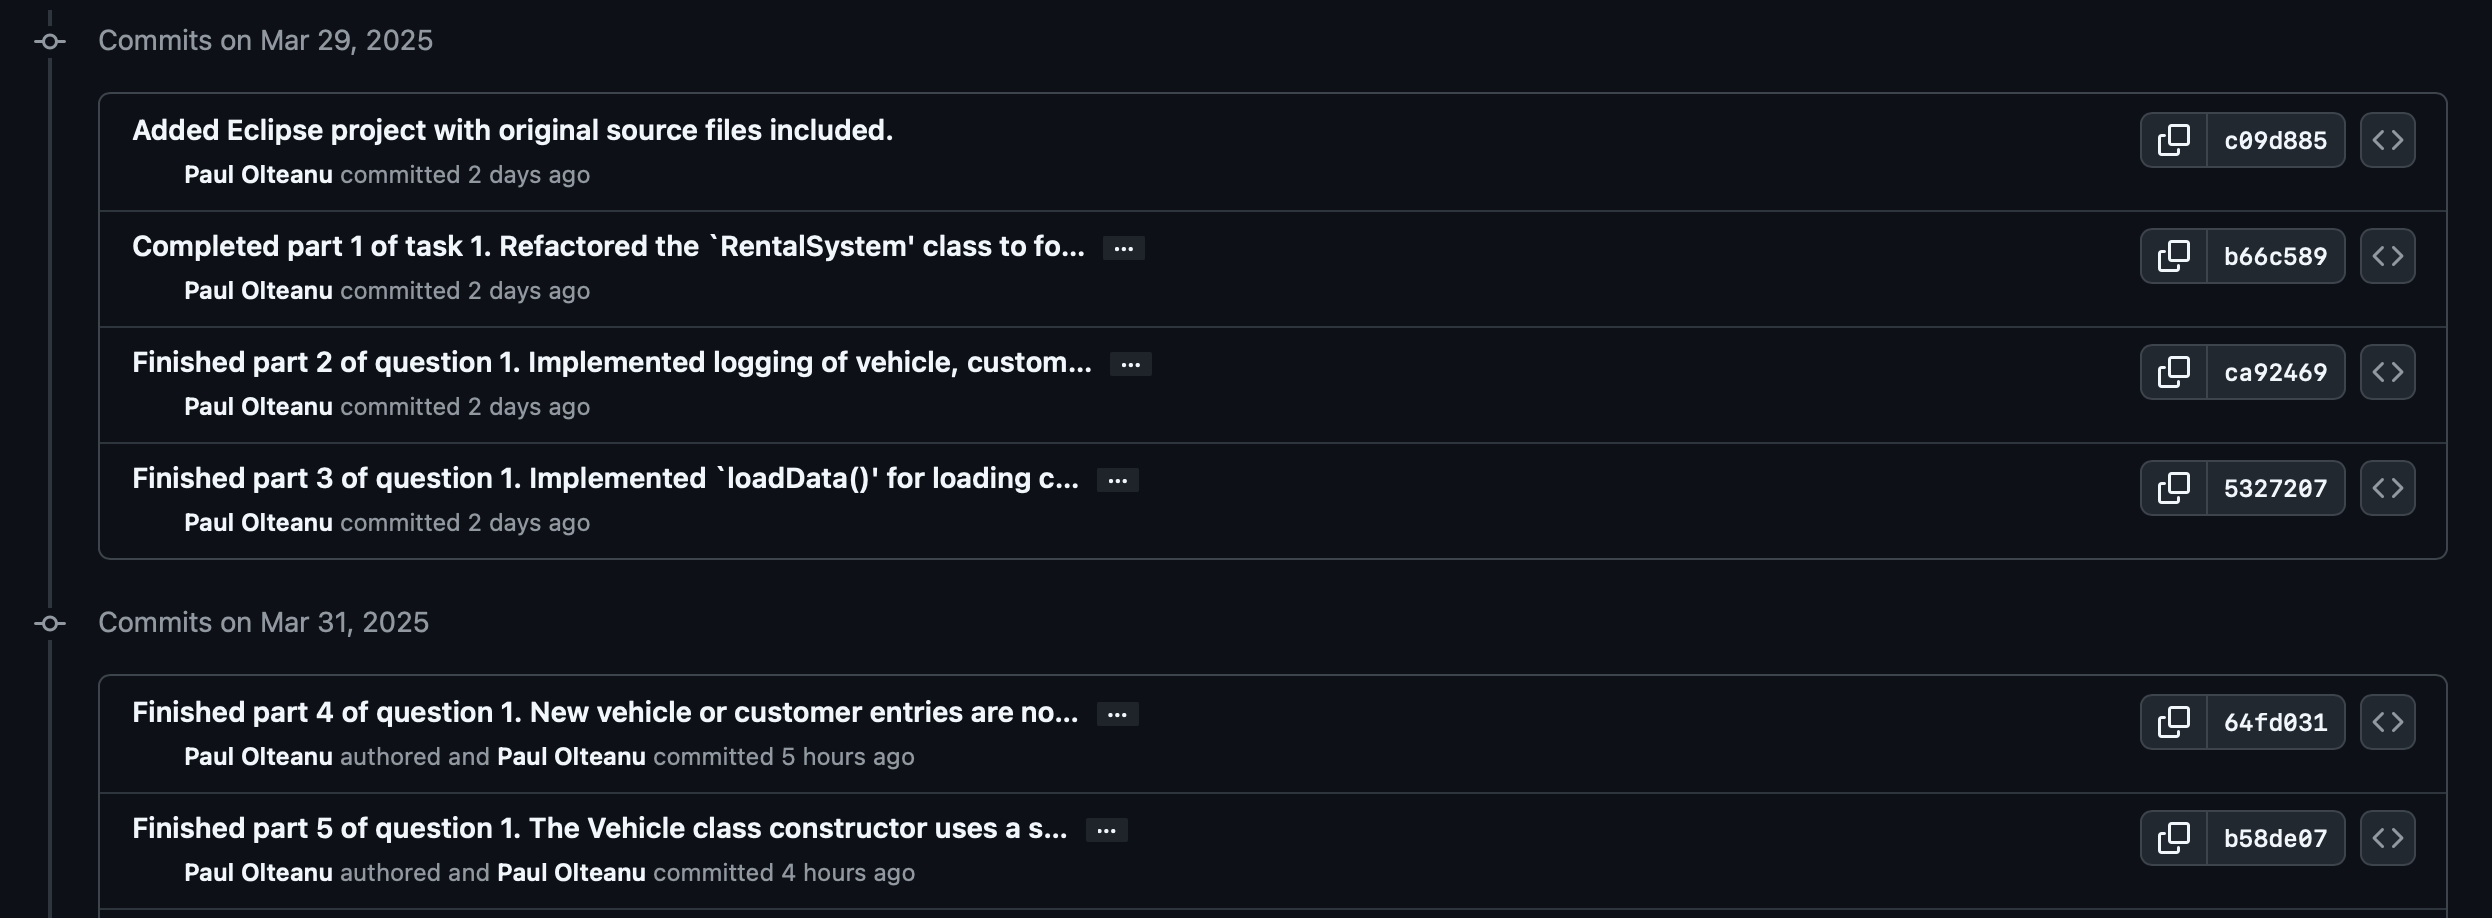 Commits on Mar 29, 2025
Added Eclipse project with original source files included.
c09d885
Paul Olteanu committed 2 days ago
Completed part 1 of task 1. Refactored the `RentalSystem' class to fo... ...
b66c589
Paul Olteanu committed 2 days ago
Finished part 2 of question 1. Implemented logging of vehicle, custom... ...
ca92469
Paul Olteanu committed 2 days ago
Finished part 3 of question 1. Implemented `loadData()' for loading c... ...
5327207
Paul Olteanu committed 2 days ago
Commits on Mar 31, 2025
Finished part 4 of question 1. New vehicle or customer entries are no... ...
64fd031
Paul Olteanu authored and Paul Olteanu committed 5 hours ago
Finished part 5 of question 1. The Vehicle class constructor uses a s... ...
b58de07
Paul Olteanu authored and Paul Olteanu committed 4 hours ago